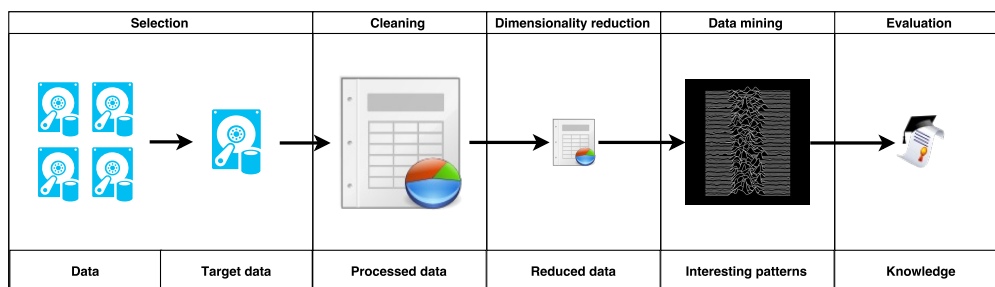 Selection
Cleaning
Dimensionality reduction
Data mining
Evaluation
Data
Target data
Processed data
Reduced data
Interesting patterns
Knowledge